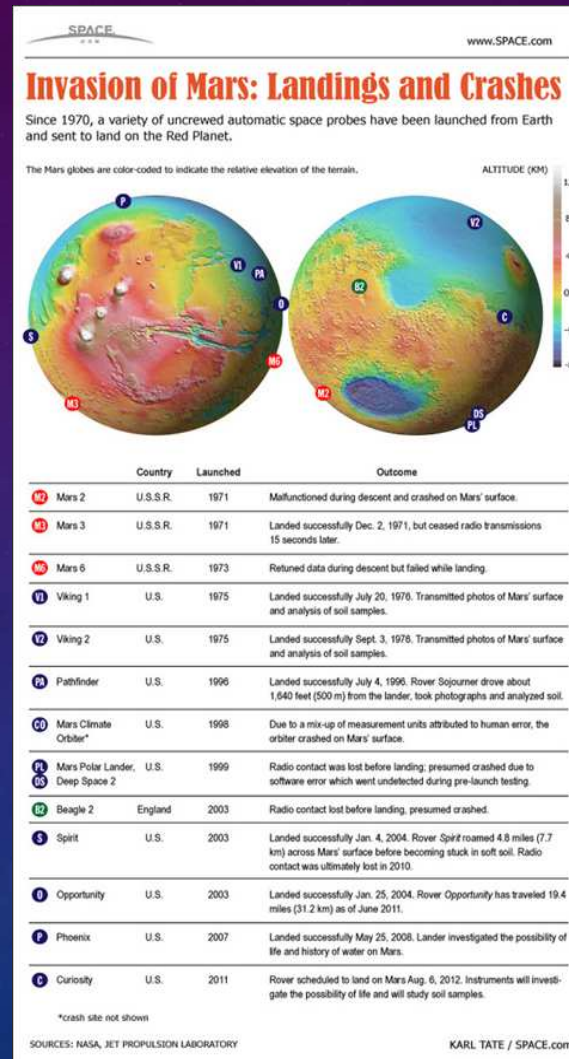 SPACE
.COM
www.SPACE.com
Invasion of Mars: Landings and Crashes
Since 1970, a variety of uncrewed automatic space probes have been launched from Earth
and sent to land on the Red Planet.
The Mars globes are color-coded to indicate the relative elevation of the terrain.
ALTITUDE (KM)
P
V1
PA
O
S
M6
M3
V2
B2
C
M2
DS
PL
Country Launched Outcome
M2 Mars 2 U.S.S.R. 1971 Malfunctioned during descent and crashed on Mars' surface.
M3 Mars 3 U.S.S.R. 1971 Landed successfully Dec. 2, 1971, but ceased radio transmissions
15 seconds later.
M6 Mars 6 U.S.S.R. 1973 Retuned data during descent but failed while landing.
V1 Viking 1 U.S. 1975 Landed successfully July 20, 1976. Transmitted photos of Mars' surface
and analysis of soil samples.
V2 Viking 2 U.S. 1975 Landed successfully Sept. 3, 1976. Transmitted photos of Mars' surface
and analysis of soil samples.
PA Pathfinder U.S. 1996 Landed successfully July 4, 1996. Rover Sojourner drove about
1,640 feet (500 m) from the lander, took photographs and analyzed soil.
CO Mars Climate U.S. 1998 Due to a mix-up of measurement units attributed to human error, the
Orbiter* orbiter crashed on Mars' surface.
PL Mars Polar Lander, U.S. 1999 Radio contact was lost before landing; presumed crashed due to
DS Deep Space 2 software error which went undetected during pre-launch testing.
B2 Beagle 2 England 2003 Radio contact lost before landing, presumed crashed.
S Spirit U.S. 2003 Landed successfully Jan. 4, 2004. Rover Spirit roamed 4.8 miles (7.7
km) across Mars' surface before becoming stuck in soft soil. Radio
contact was ultimately lost in 2010.
O Opportunity U.S. 2003 Landed successfully Jan. 25, 2004. Rover Opportunity has traveled 19.4
miles (31.2 km) as of June 2011.
P Phoenix U.S. 2007 Landed successfully May 25, 2008. Lander investigated the possibility of
life and history of water on Mars.
C Curiosity U.S. 2011 Rover scheduled to land on Mars Aug. 6, 2012. Instruments will investi-
gate the possibility of life and will study soil samples.
*crash site not shown
SOURCES: NASA, JET PROPULSION LABORATORY
KARL TATE / SPACE.com